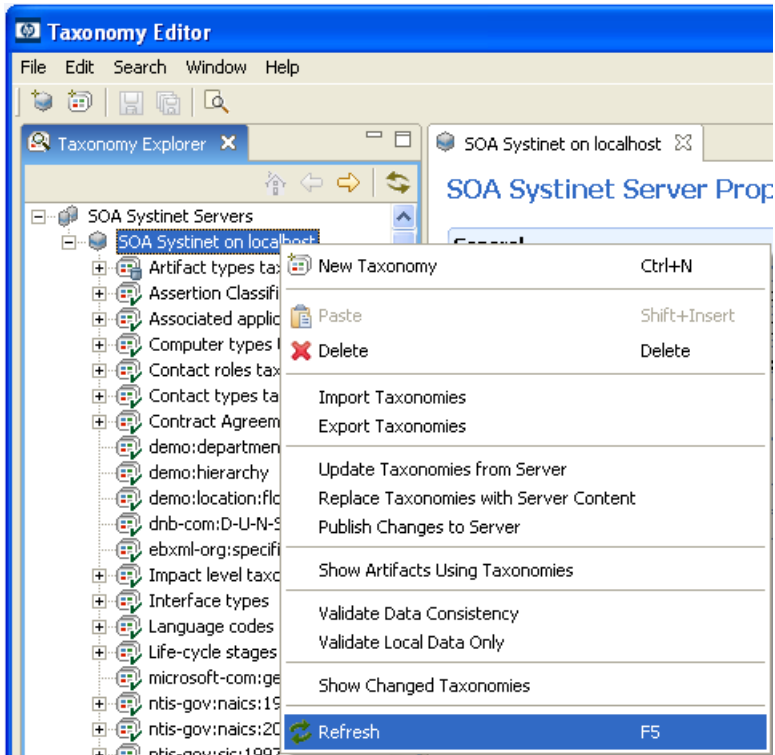 Taxonomy Editor
File Edit Search Window Help
Taxonomy Explorer
SOA Systinet on localhost
SOA Systinet Server Prop
SOA Systinet Servers
SOA Systinet on localhost
General
Artifact types tax
Assertion Classifi
Associated applic
Computer types
Contact roles tax
Contact types ta
Contract Agreem
demo:departmen
demo:hierarchy
demo:location:flo
dnb-com:D-U-N-S
ebxml-org:specifi
Impact level taxo
Interface types
Language codes
Life-cycle stages
microsoft-com:ge
ntis-gov:naics:19
ntis-gov:naics:20
ntis-gov:sic:1997
New Taxonomy Ctrl+N
Paste Shift+Insert
Delete Delete
Import Taxonomies
Export Taxonomies
Update Taxonomies from Server
Replace Taxonomies with Server Content
Publish Changes to Server
Show Artifacts Using Taxonomies
Validate Data Consistency
Validate Local Data Only
Show Changed Taxonomies
Refresh F5